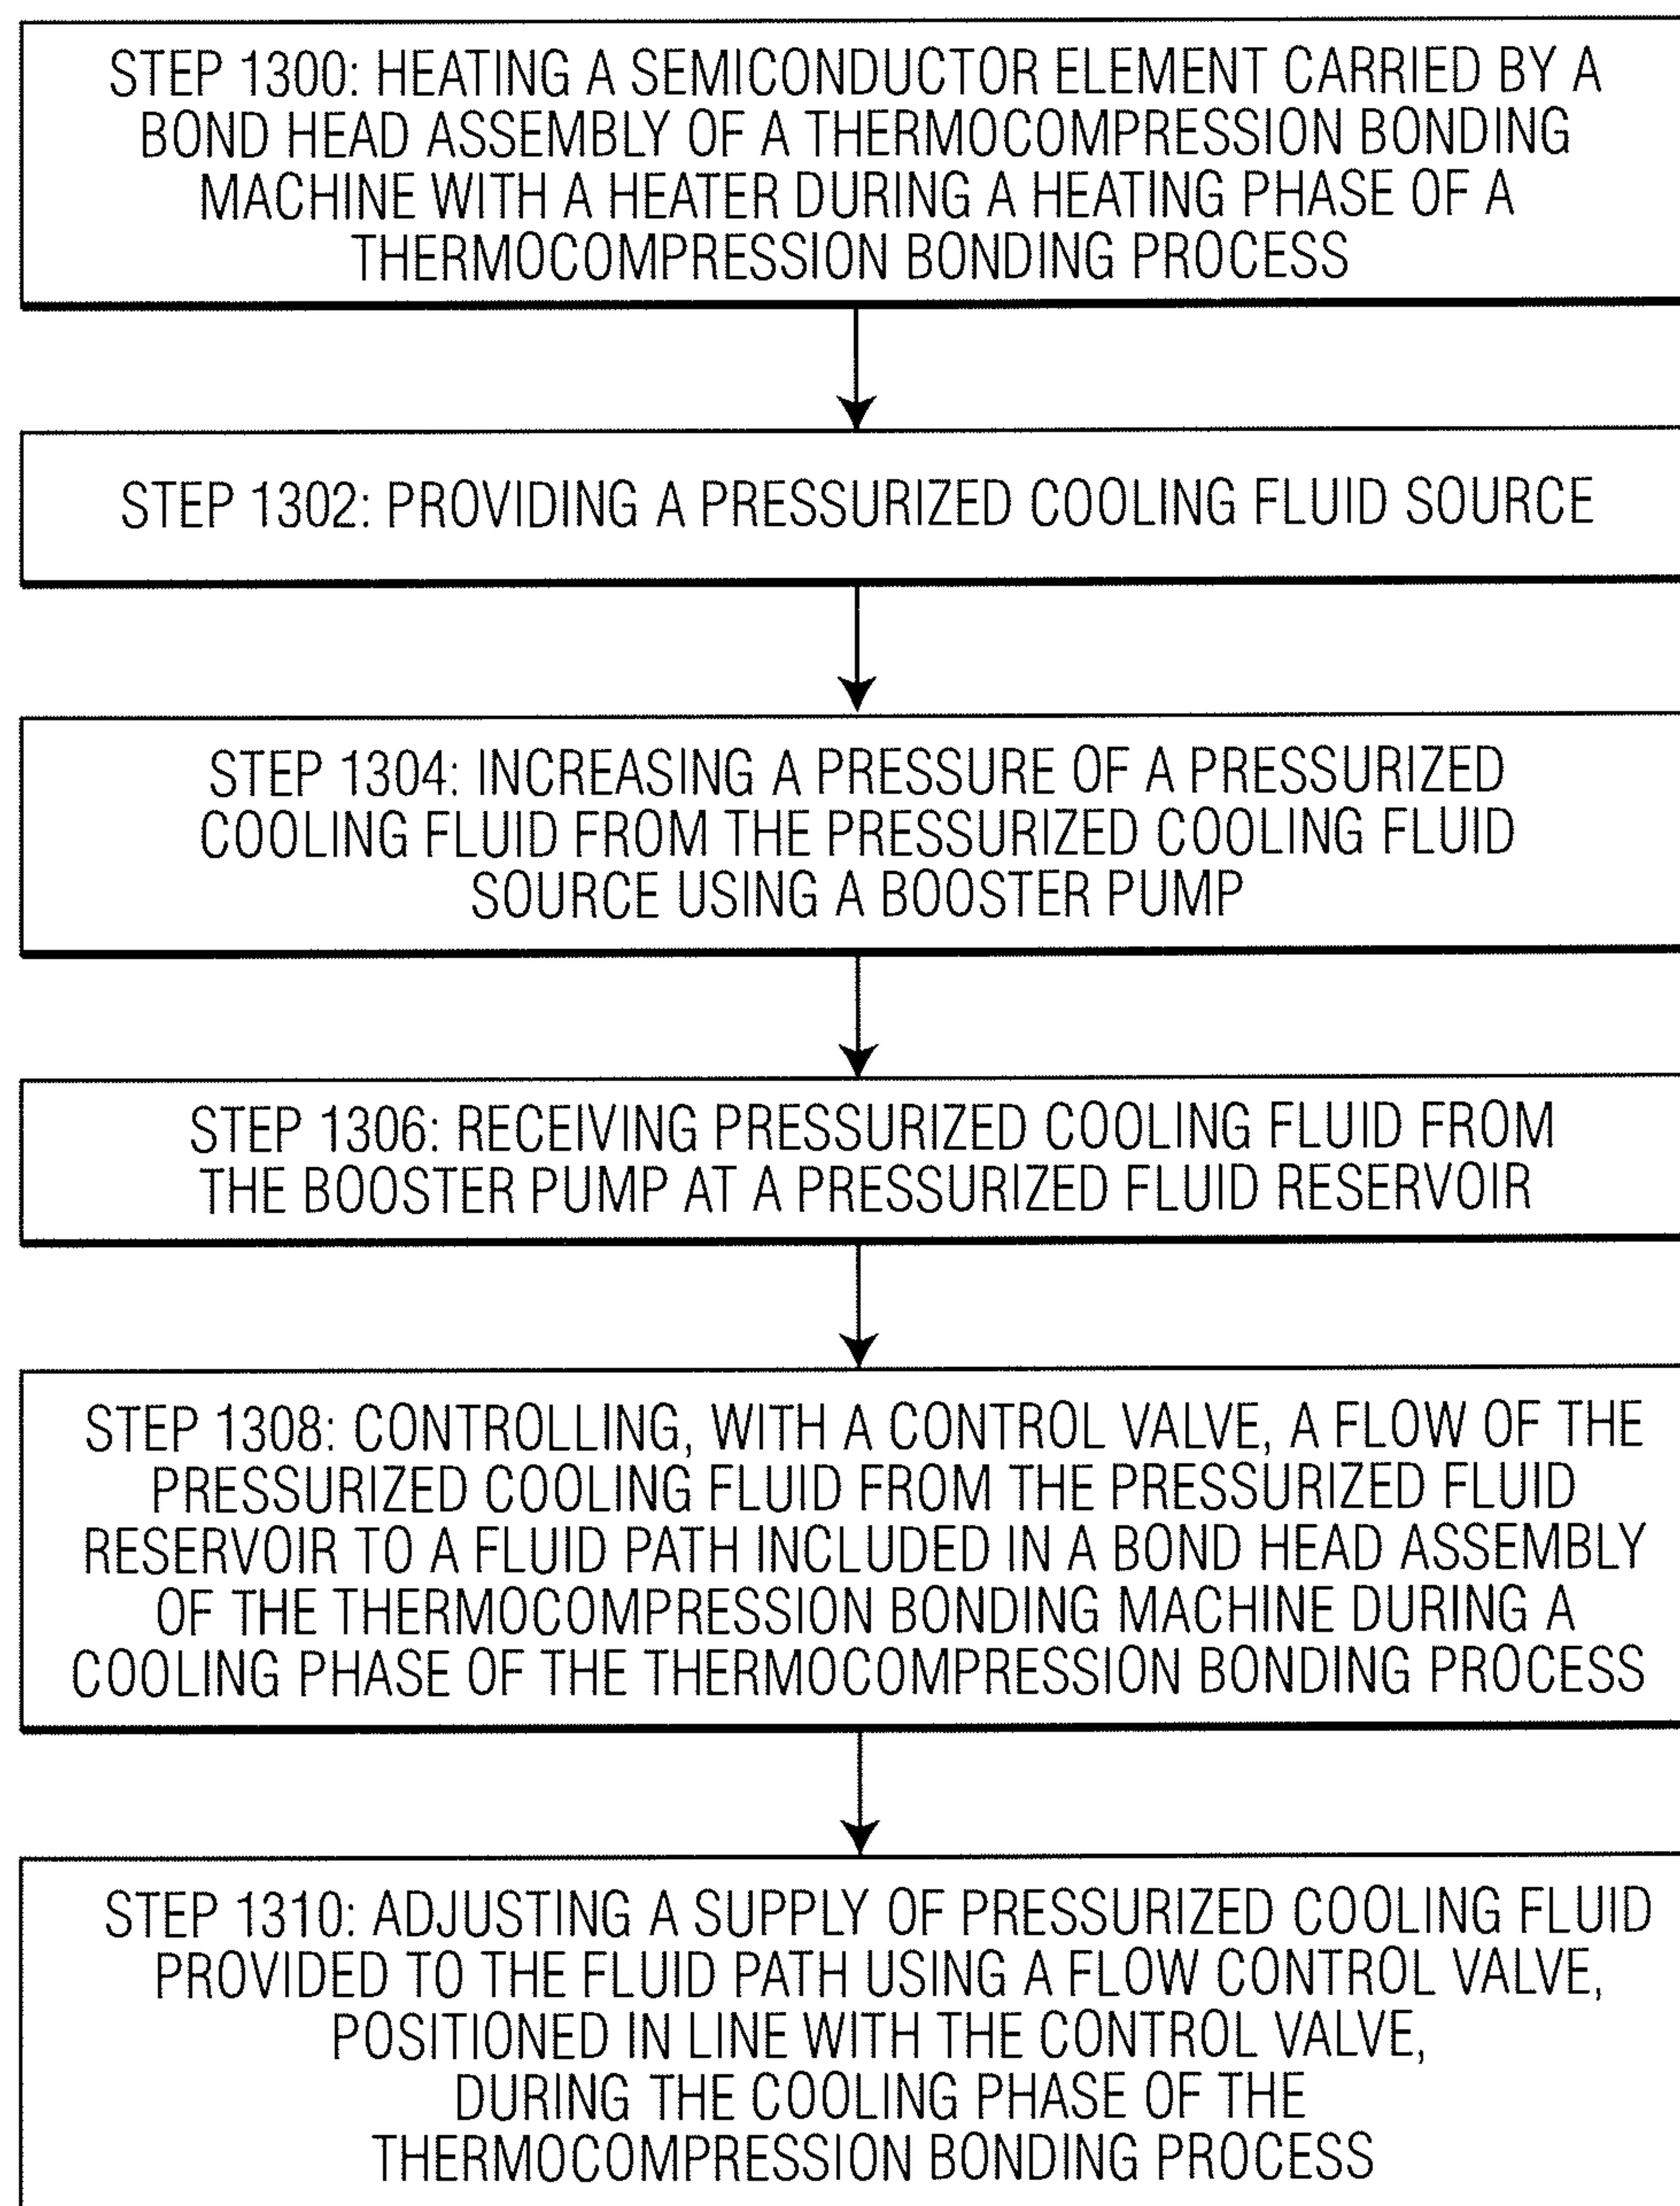 STEP 1300: HEATING A SEMICONDUCTOR ELEMENT CARRIED BY A
BOND HEAD ASSEMBLY OF A THERMOCOMPRESSION BONDING
MACHINE WITH A HEATER DURING A HEATING PHASE OF A
THERMOCOMPRESSION BONDING PROCESS
STEP 1302: PROVIDING A PRESSURIZED COOLING FLUID SOURCE
STEP 1304: INCREASING A PRESSURE OF A PRESSURIZED
COOLING FLUID FROM THE PRESSURIZED COOLING FLUID
SOURCE USING A BOOSTER PUMP
STEP 1306: RECEIVING PRESSURIZED COOLING FLUID FROM
THE BOOSTER PUMP AT A PRESSURIZED FLUID RESERVOIR
STEP 1308: CONTROLLING, WITH A CONTROL VALVE, A FLOW OF THE
PRESSURIZED COOLING FLUID FROM THE PRESSURIZED FLUID
RESERVOIR TO A FLUID PATH INCLUDED IN A BOND HEAD ASSEMBLY
OF THE THERMOCOMPRESSION BONDING MACHINE DURING A
COOLING PHASE OF THE THERMOCOMPRESSION BONDING PROCESS
STEP 1310: ADJUSTING A SUPPLY OF PRESSURIZED COOLING FLUID
PROVIDED TO THE FLUID PATH USING A FLOW CONTROL VALVE,
POSITIONED IN LINE WITH THE CONTROL VALVE,
DURING THE COOLING PHASE OF THE
THERMOCOMPRESSION BONDING PROCESS